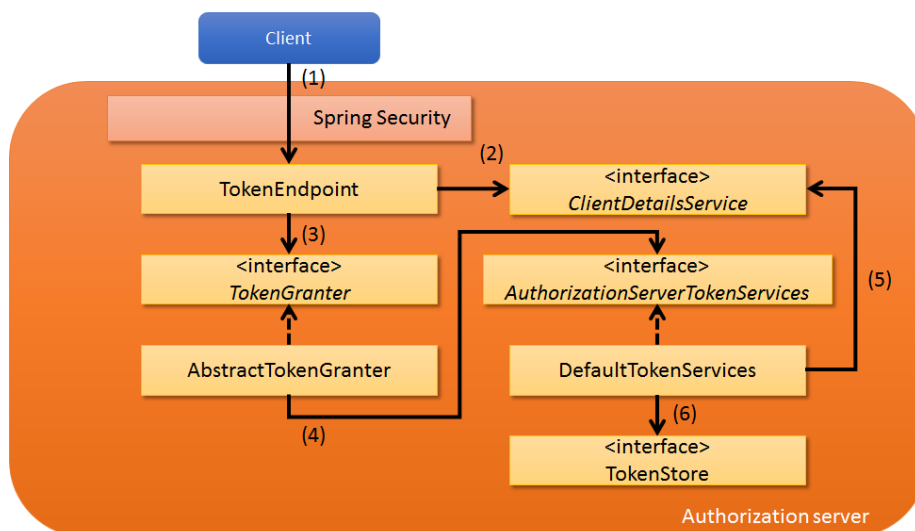 Client
(1)
Spring Security
TokenEndpoint
(2)
<interface>
ClientDetailsService
(3)
<interface>
TokenGranter
<interface>
AuthorizationServerTokenServices
(5)
AbstractTokenGranter
DefaultTokenServices
(4)
(6)
<interface>
TokenStore
Authorization server